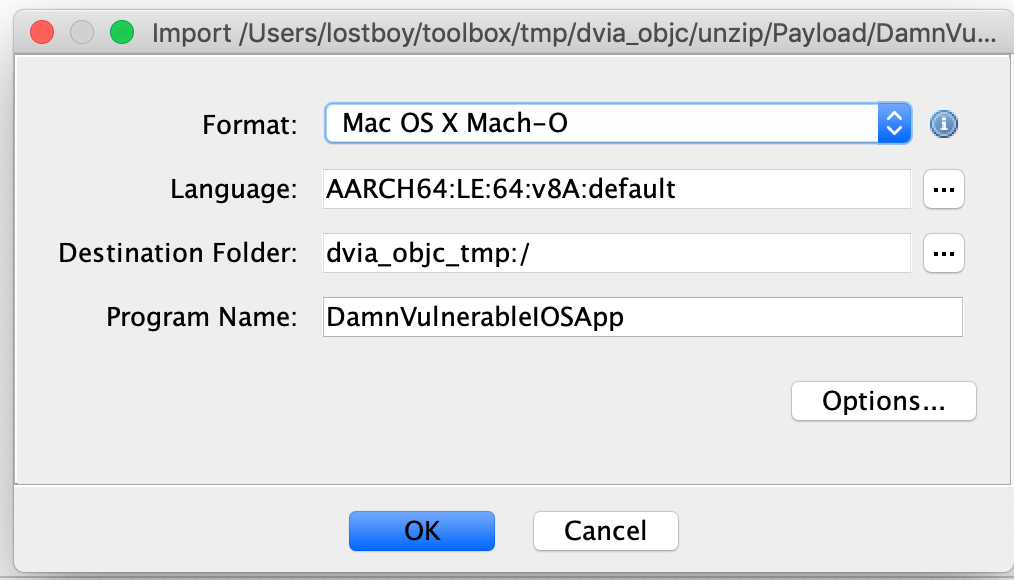 Import /Users/lostboy/toolbox/tmp/dvia_objc/unzip/Payload/DamnVu...
Format: Mac OS X Mach-O
Language: AARCH64:LE:64:v8A:default ...
Destination Folder: dvia_objc_tmp:/ ...
Program Name: DamnVulnerableIOSApp
Options...
OK Cancel